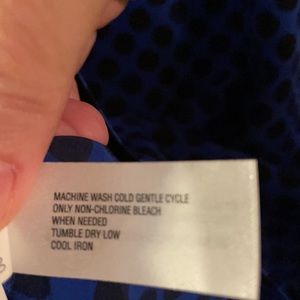 MACHINE WASH COLD GENTLE CYCLE
ONLY NON-CHLORINE BLEACH
WHEN NEEDED
TUMBLE DRY LOW
COOL IRON